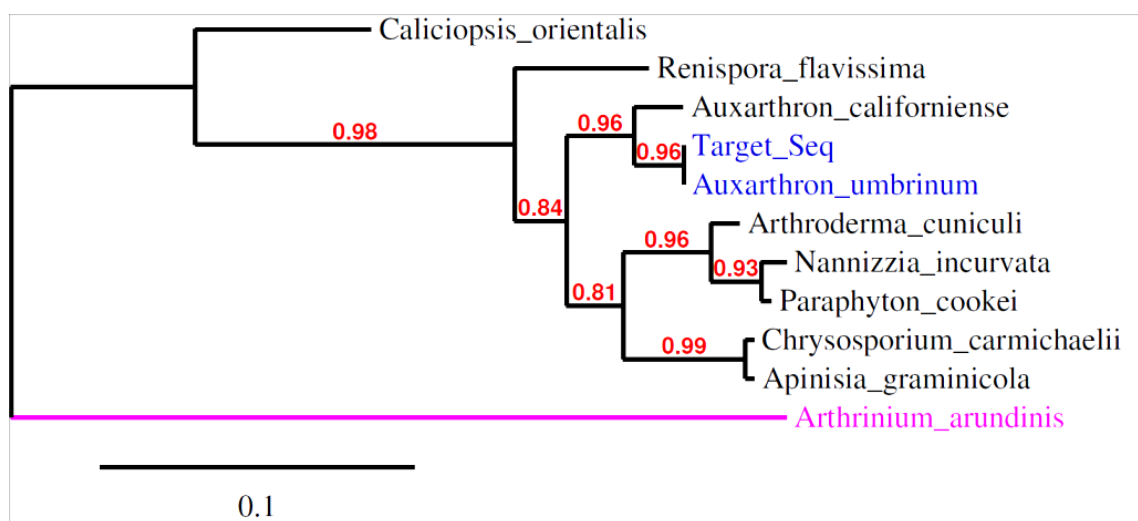 Caliciopsis_orientalis
Renispora_flavissima
Auxarthron_californiense
0.96
0.98
Target_Seq
0.96
Auxarthron_umbrinum
0.84
Arthroderma_cuniculi
0.96
Nannizzia_incurvata
0.93
Paraphyton_cookei
0.81
Chrysosporium_carmichaelii
0.99
Apinisia_graminicola
Arthrinium_arundinis
0.1